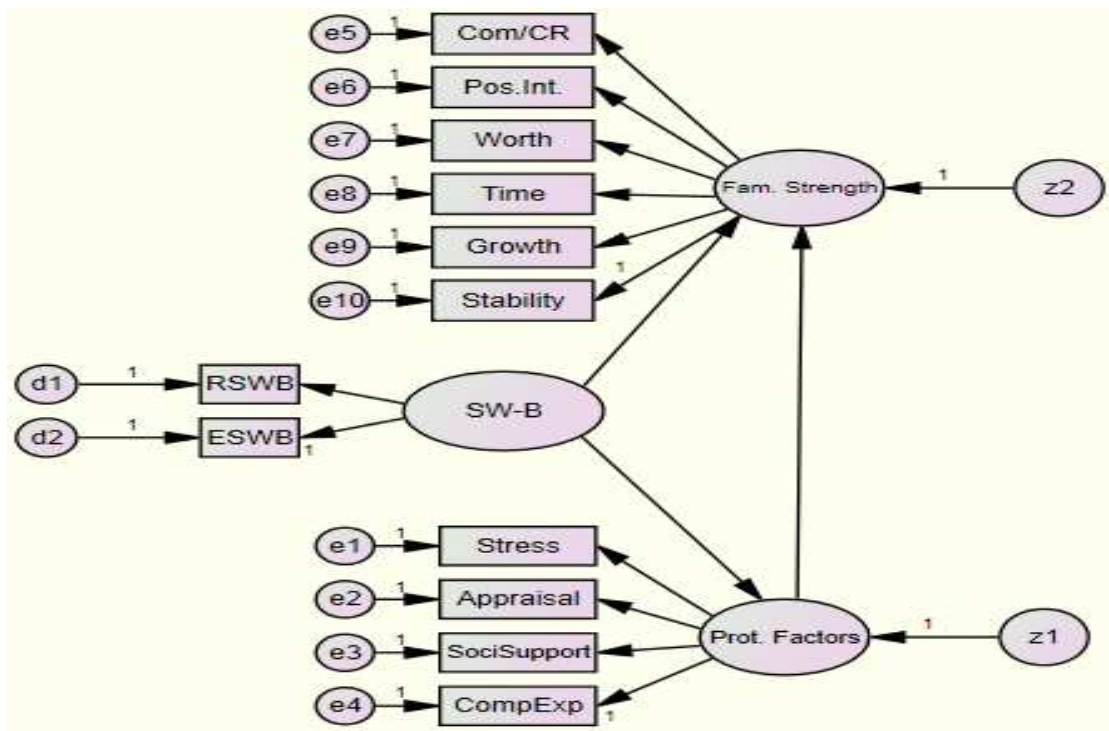 e5 1 Com/CR
e6 1 Pos.Int.
e7 1 Worth
e8 1 Time
e9 1 Growth
e10 1 Stability 1
Fam. Strength 1 z2
d1 1 RSWB
d2 1 ESWB 1
SW-B
e1 1 Stress
e2 1 Appraisal
e3 1 SociSupport
e4 1 CompExp 1
Prot. Factors 1 z1